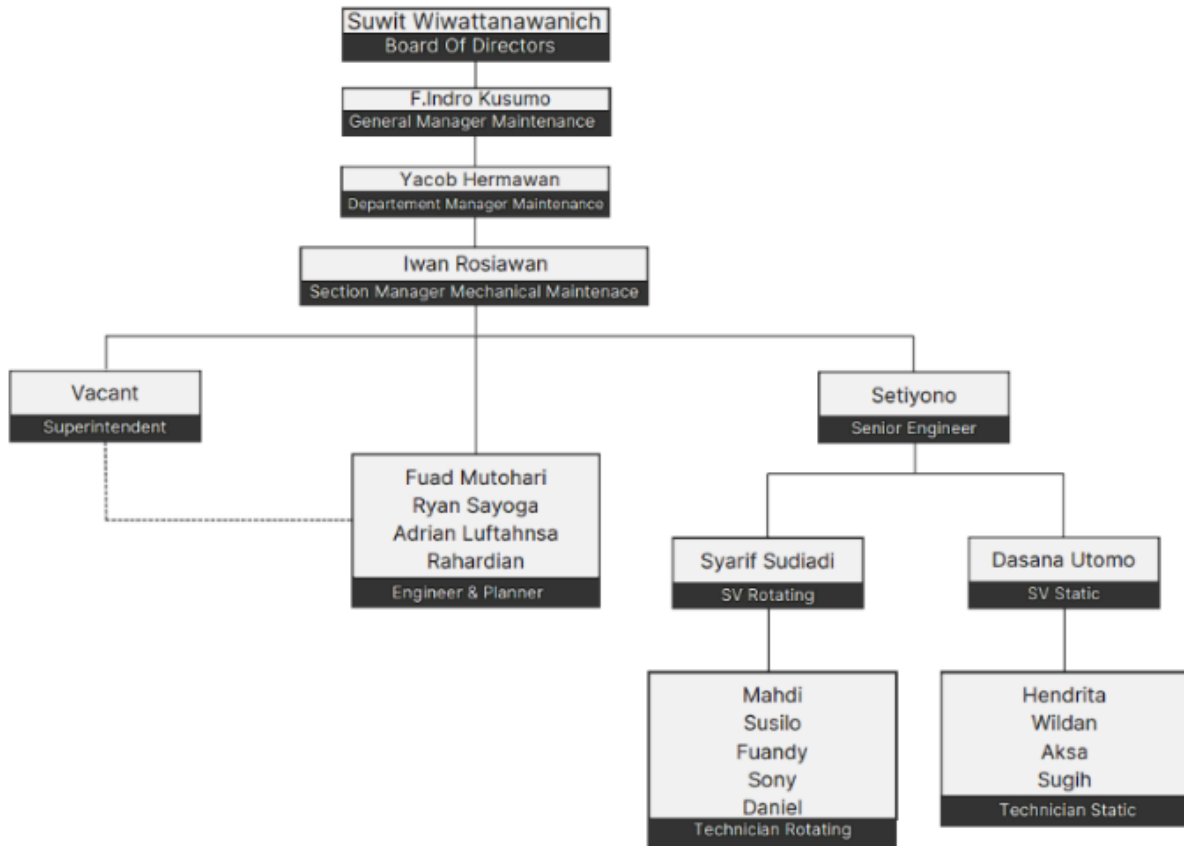 Suwit Wiwattanawanich
Board Of Directors
F.Indro Kusumo
General Manager Maintenance
Yacob Hermawan
Departement Manager Maintenance
Iwan Rosiawan
Section Manager Mechanical Maintenace
Vacant
Superintendent
Setiyono
Senior Engineer
Fuad Mutohari
Ryan Sayoga
Adrian Luftahnsa
Rahardian
Engineer & Planner
Syarif Sudiadi
SV Rotating
Dasana Utomo
SV Static
Mahdi
Susilo
Fuandy
Sony
Daniel
Technician Rotating
Hendrita
Wildan
Aksa
Sugih
Technician Static